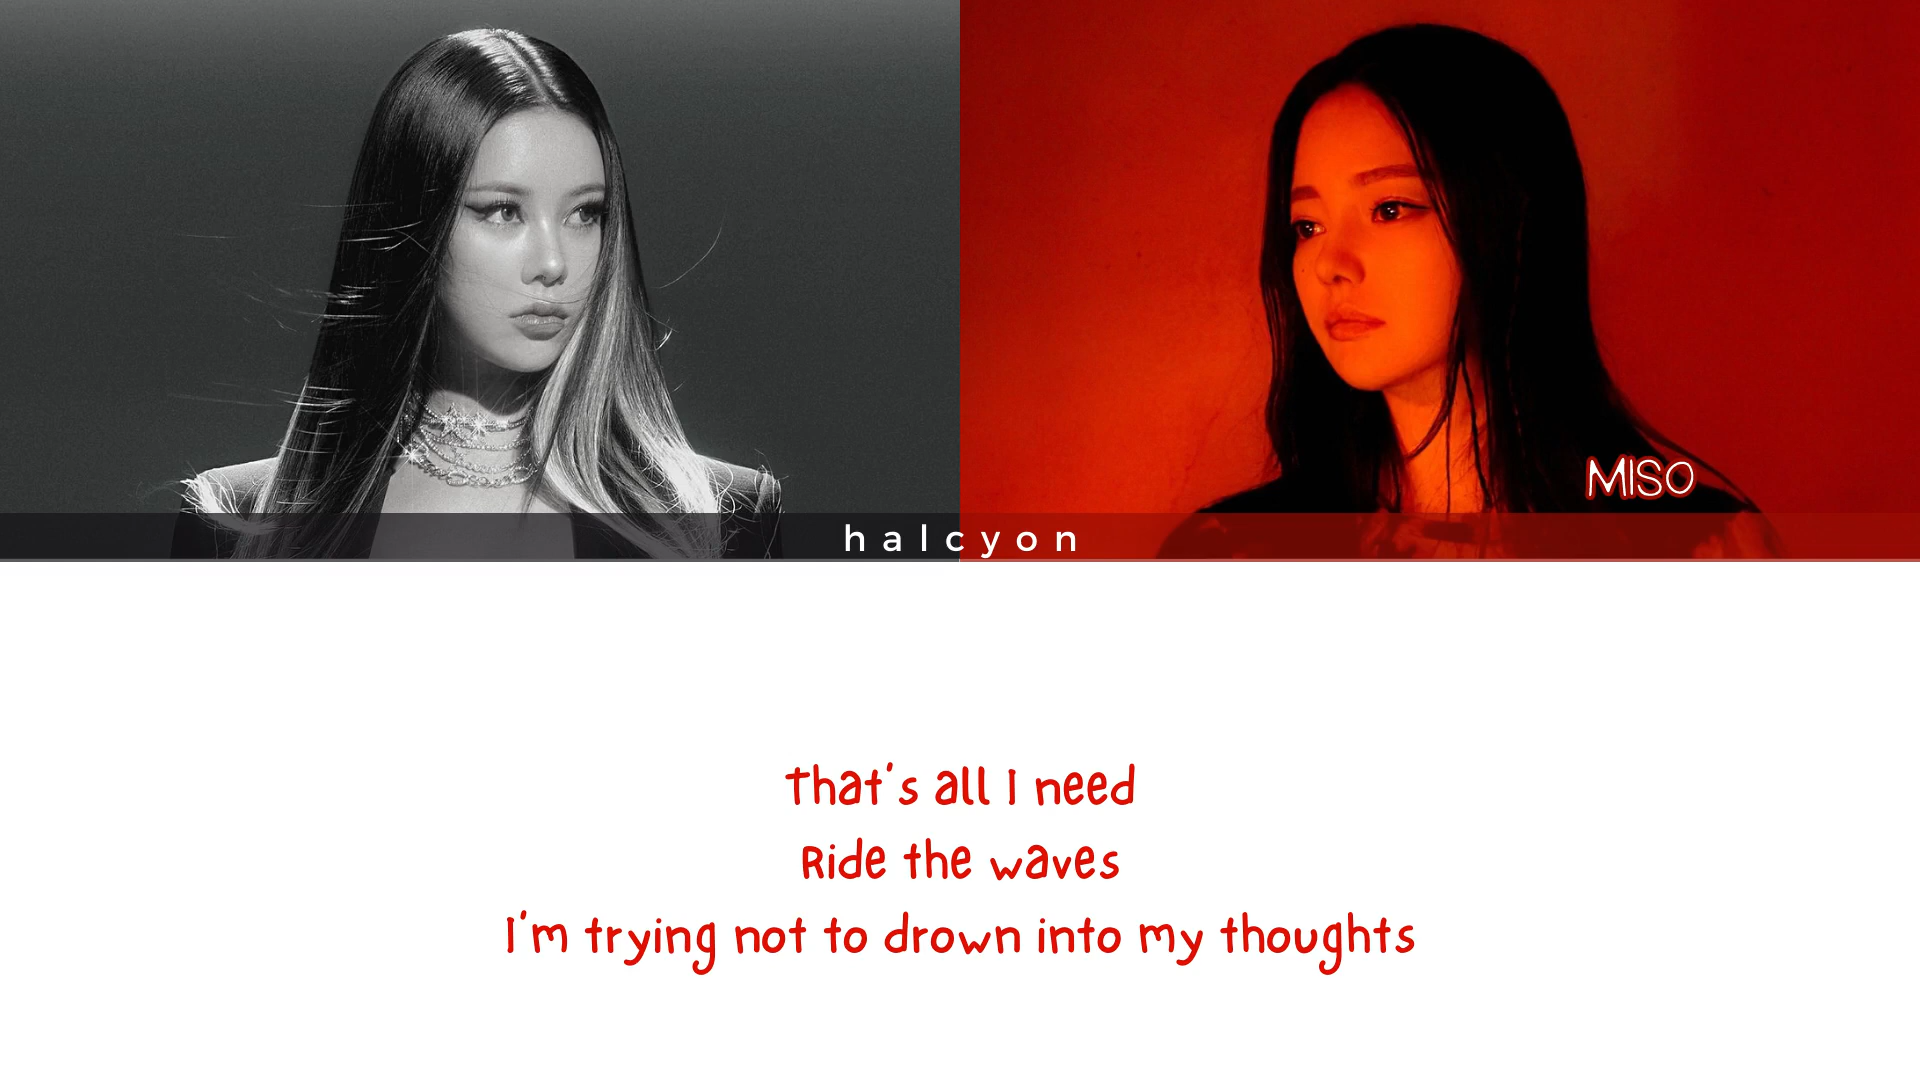 MISO
halcyon
That's all I need
Ride the waves
I'm trying not to drown into my thoughts